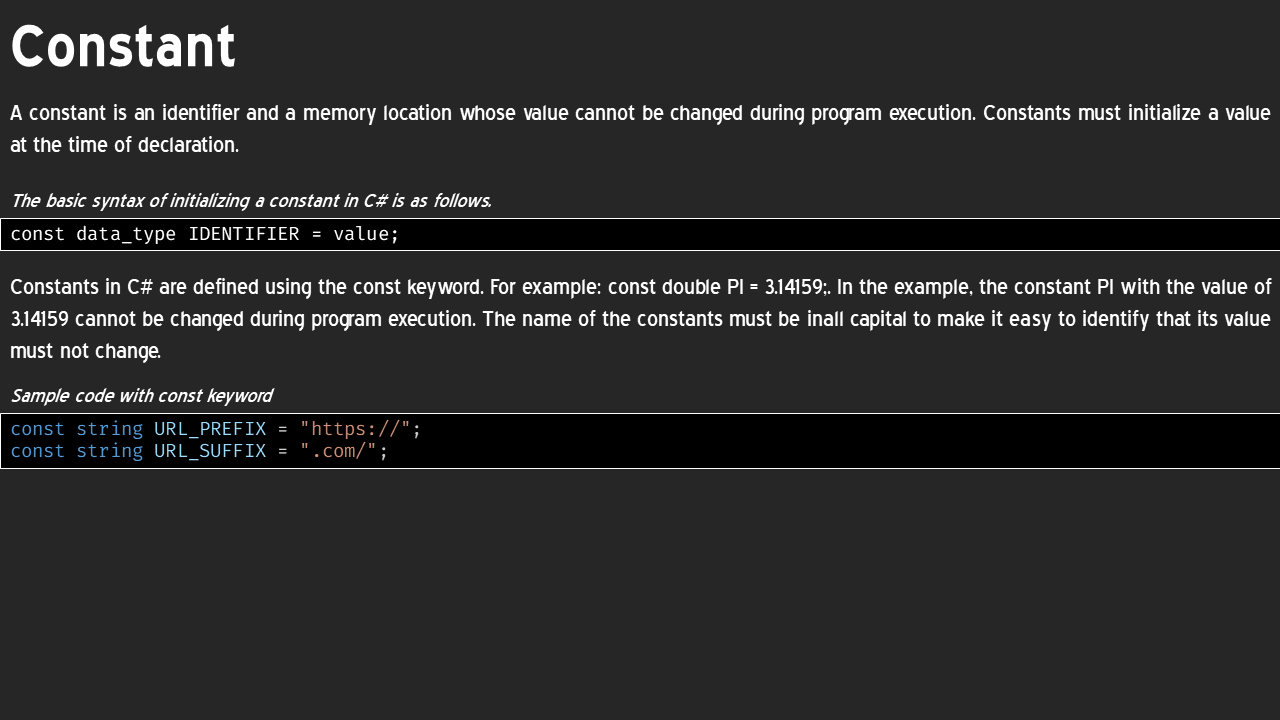 Constant
A constant is an identifier and a memory location whose value cannot be changed during program execution. Constants must initialize a value
at the time of declaration.
The basic syntax of initializing a constant in C# is as follows.
const data_type IDENTIFIER = value;
Constants in C# are defined using the const keyword. For example: const double PI = 3.14159;. In the example, the constant PI with the value of
3.14159 cannot be changed during program execution. The name of the constants must be inall capital to make it easy to identify that its value
must not change.
Sample code with const keyword
const string URL_PREFIX = "https://";
const string URL_SUFFIX = ".com/";